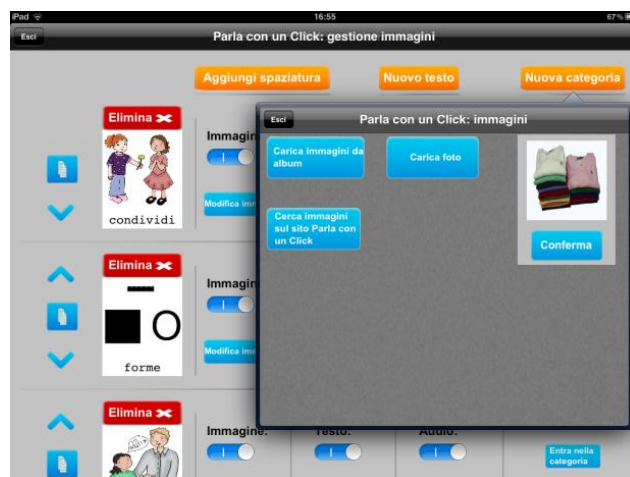 iPad 16:55 67%
Esci Parla con un Click: gestione immagini
Aggiungi spaziatura Nuovo testo Nuova categoria
Elimina
condividi
Immagin
Modifica imm
Esci Parla con un Click: immagini
Carica immagini da
album
Carica foto
Cerca immagini
sul sito Parla con
un Click
Conferma
Elimina
forme
Immagin
Modifica imm
Elimina
Immagine: Testo: Audio:
Entra nella
categoria